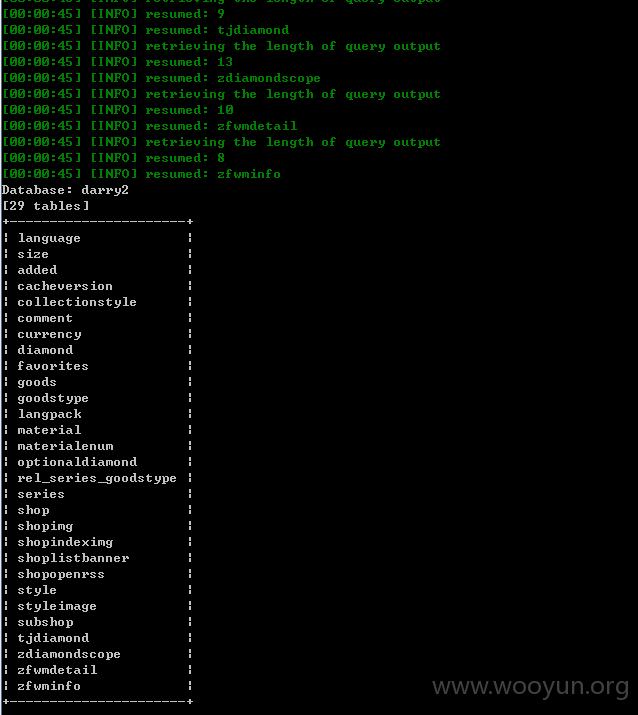 [00:00:45] [INFO] resumed: 9
[00:00:45] [INFO] resumed: tjdiamond
[00:00:45] [INFO] retrieving the length of query output
[00:00:45] [INFO] resumed: 13
[00:00:45] [INFO] resumed: zdiamondscope
[00:00:45] [INFO] retrieving the length of query output
[00:00:45] [INFO] resumed: 10
[00:00:45] [INFO] resumed: zfwmdetail
[00:00:45] [INFO] retrieving the length of query output
[00:00:45] [INFO] resumed: 8
[00:00:45] [INFO] resumed: zfwminfo
Database: darry2
[29 tables]
+----------------------+
¦ language ¦
¦ size ¦
¦ added ¦
¦ cacheversion ¦
¦ collectionstyle ¦
¦ comment ¦
¦ currency ¦
¦ diamond ¦
¦ favorites ¦
¦ goods ¦
¦ goodstype ¦
¦ langpack ¦
¦ material ¦
¦ materialenum ¦
¦ optionaldiamond ¦
¦ rel_series_goodstype ¦
¦ series ¦
¦ shop ¦
¦ shopimg ¦
¦ shopindeximg ¦
¦ shoplistbanner ¦
¦ shopopenrss ¦
¦ style ¦
¦ styleimage ¦
¦ subshop ¦
¦ tjdiamond ¦
¦ zdiamondscope ¦
¦ zfwmdetail ¦
¦ zfwminfo ¦
+----------------------+
www.wooyun.org